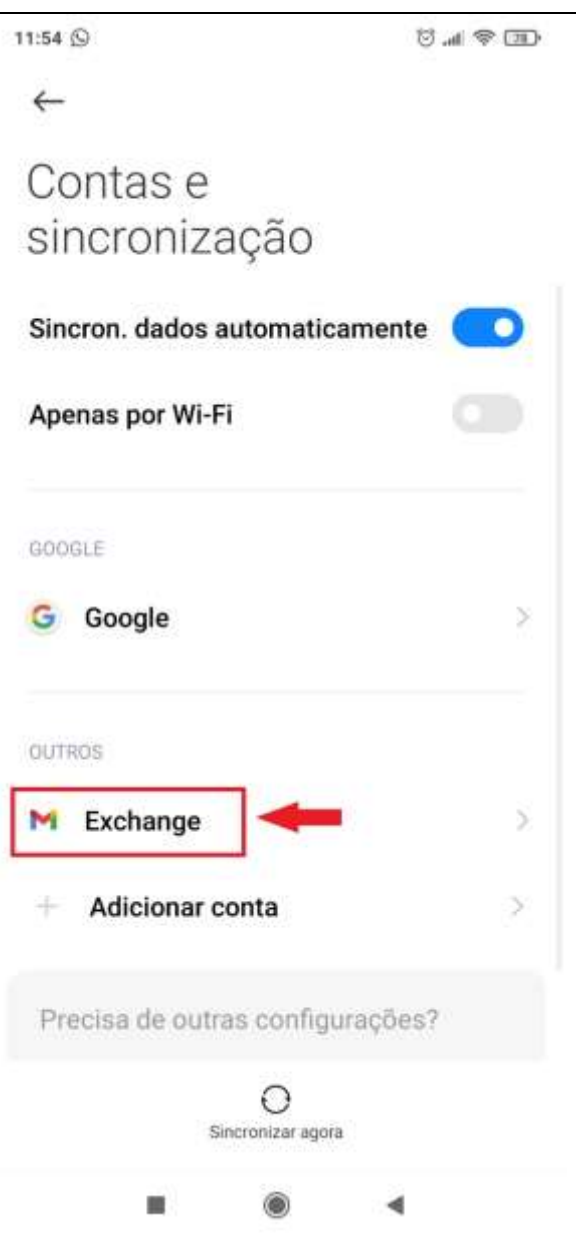 11:54
78
Contas e
sincronização
Sincron. dados automaticamente
Apenas por Wi-Fi
GOOGLE
Google
OUTROS
Exchange
Adicionar conta
Precisa de outras configurações?
Sincronizar agora